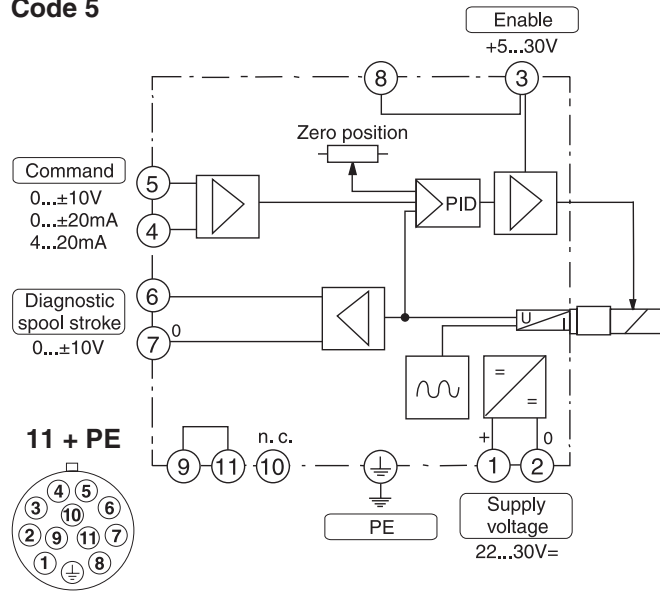 Code 5
Enable
+5...30V
8
3
Zero position
Command
0...±10V
0...±20mA
4...20mA
5
4
PID
Diagnostic
spool stroke
0...±10V
6
7
0
U
L
=
=
11 + PE
n. c.
+
0
9
11
10
1
2
PE
Supply
voltage
22...30V=
4
5
3
10
6
2
9
11
7
1
8